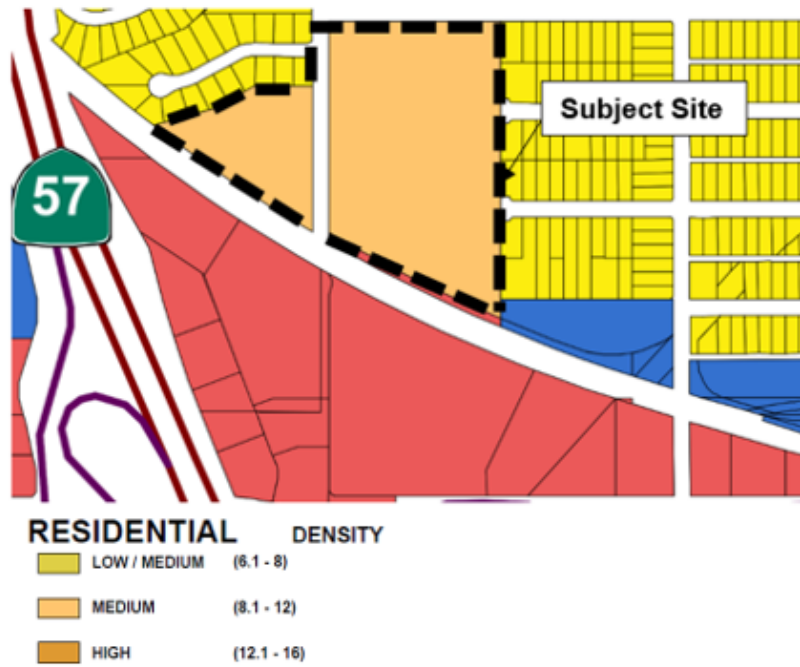 Subject Site
57
RESIDENTIAL DENSITY
LOW / MEDIUM (6.1 - 8)
MEDIUM (8.1 - 12)
HIGH (12.1 - 16)